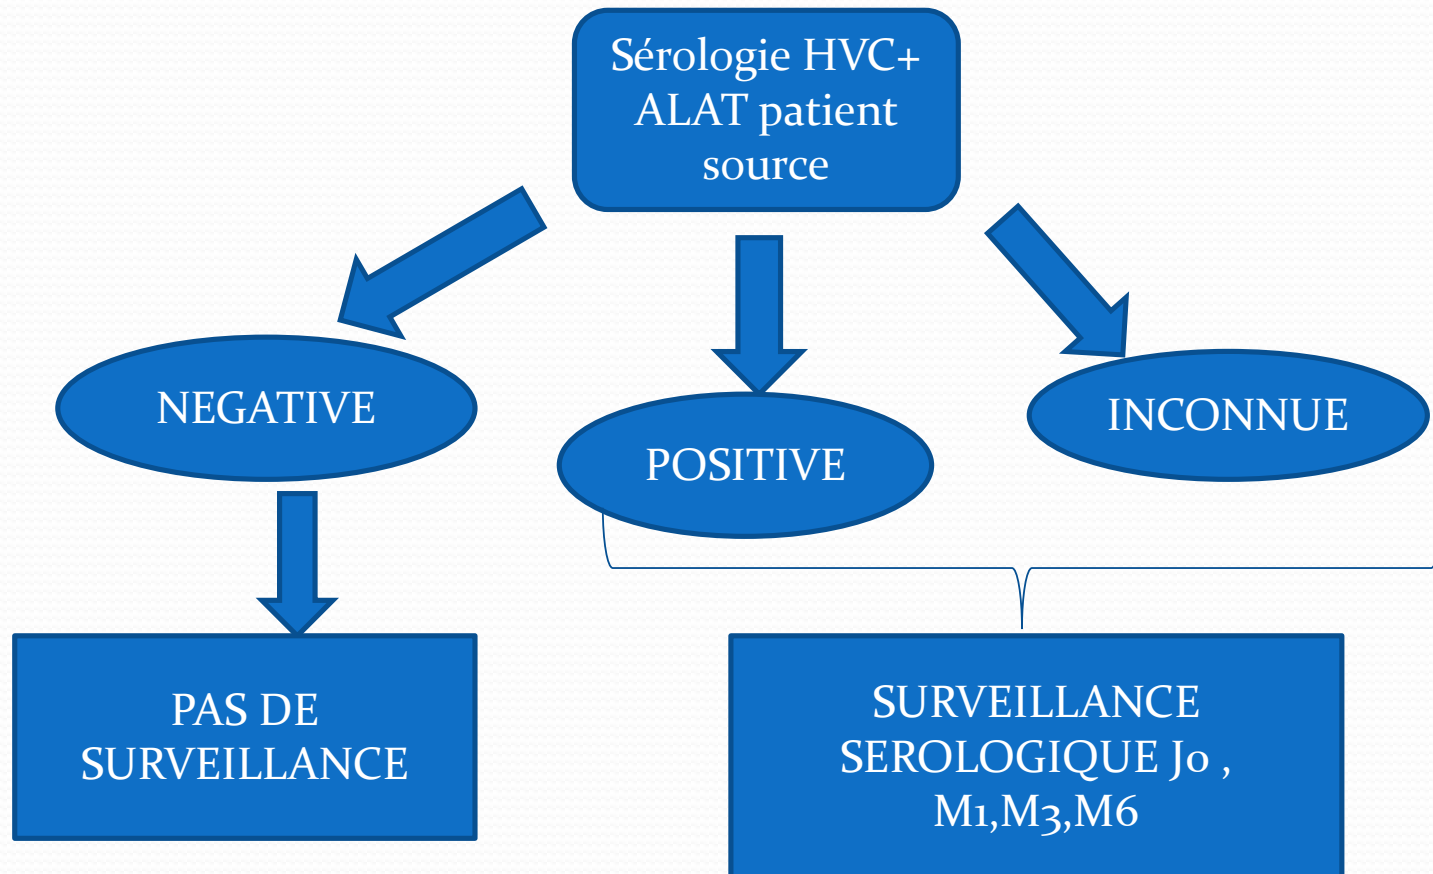 Sérologie HVC+
ALAT patient
source
NEGATIVE
POSITIVE
INCONNUE
PAS DE
SURVEILLANCE
SURVEILLANCE
SEROLOGIQUE J0 ,
M1,M3,M6